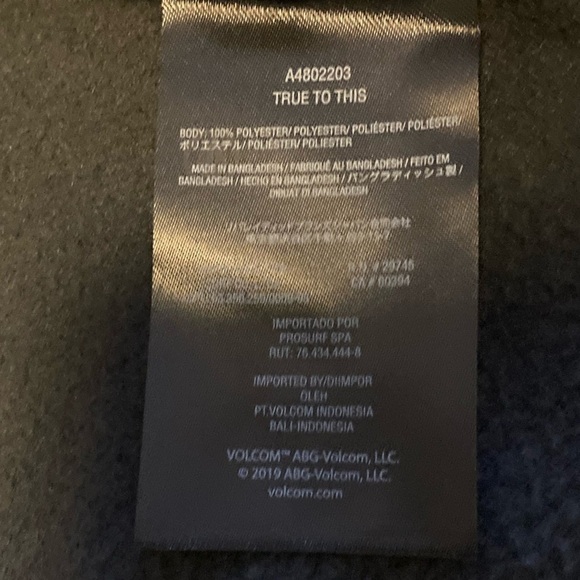 A4802203
TRUE TO THIS
BODY: 100% POLYESTER/ POLYESTER/ POLIÉSTER/ POLIÉSTER/
ポリエステル/ POLIÉSTER/ POLIESTER
MADE IN BANGLADESH / FABRIQUÉ AU BANGLADESH / FEITO EM
BANGLADESH / HECHO EN BANGLADESH / バングラディッシュ製 /
DIBUAT DI BANGLADESH
# 29745
CA # 60394
IMPORTADO POR
PROSURF SPA
RUT: 76.434.444-8
IMPORTED BY/DIIMPOR
OLEH
PT.VOLCOM INDONESIA
BALI-INDONESIA
VOLCOM™ ABG-Volcom, LLC.
© 2019 ABG-Volcom, LLC.
volcom.com